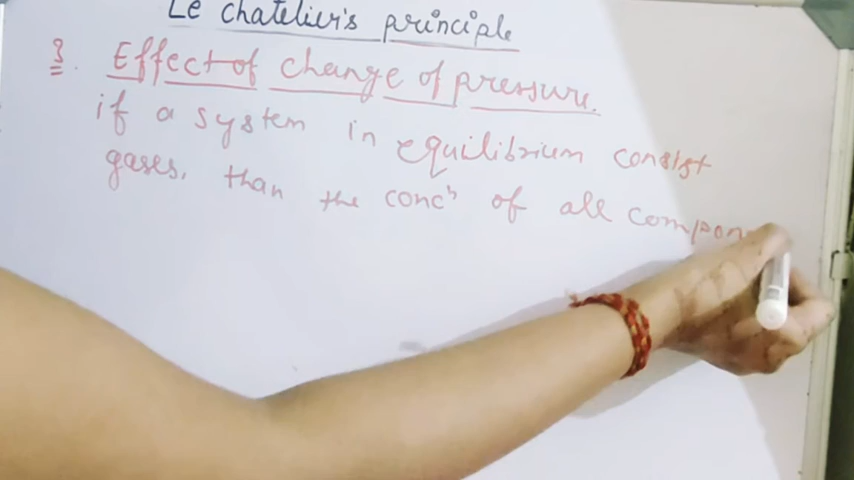 Le chatelier's principle
3. Effect of change of pressure.
if a system in equilibrium consist
gases. than the concⁿ of all compon